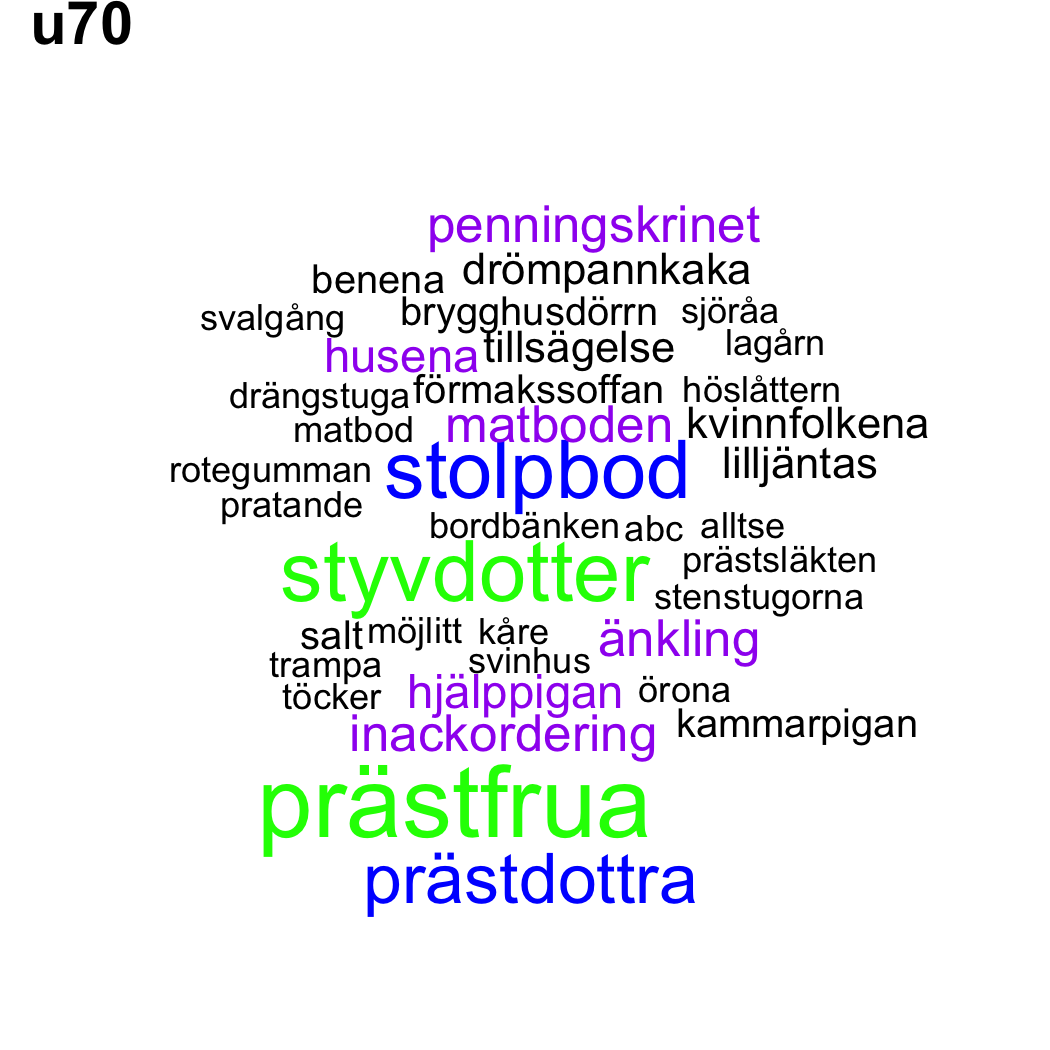 u70
penningskrinet
benena drömpannkaka
svalgång brygghusdörrn sjöråa
husena tillsägelse lagårn
drängstuga förmakssoffan höslåttern
matbod matboden kvinnfolkena
rotegumman stolpbod lilljäntas
pratande
bordbänken abc alltse
styvdotter prästsläkten
stenstugorna
salt möjlitt kåre änkling
trampa svinhus
töcker hjälppigan örona
inackordering kammarpigan
prästfrua
prästdottra